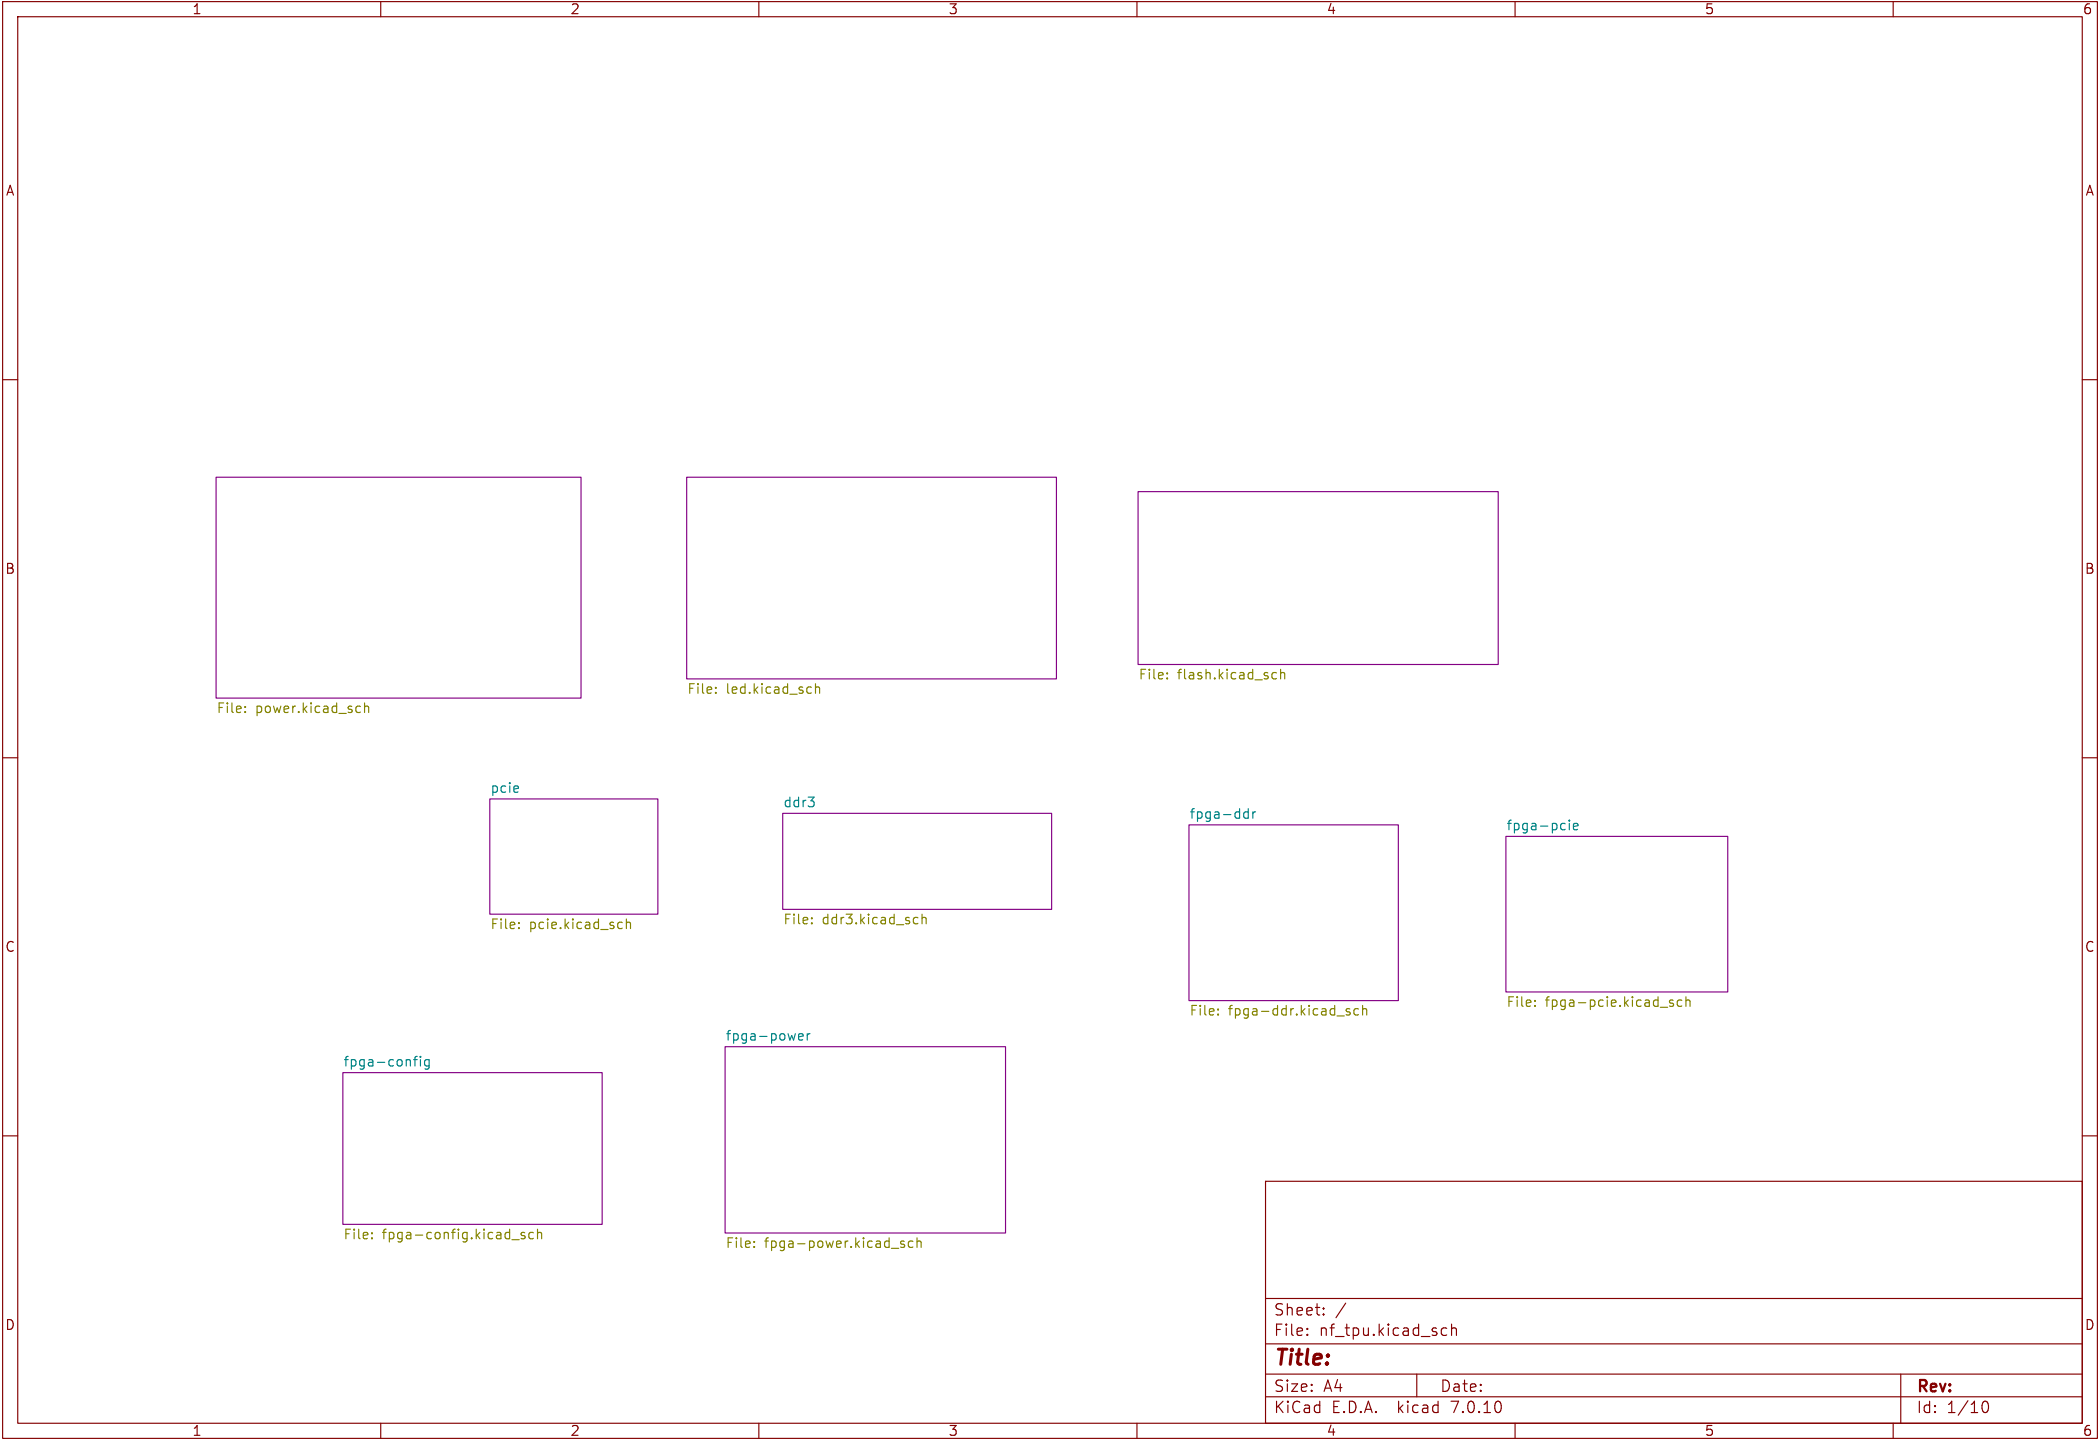 1 2 3 4 5 6
A A
B B
File: power.kicad_sch
File: led.kicad_sch
File: flash.kicad_sch
pcie
File: pcie.kicad_sch
ddr3
File: ddr3.kicad_sch
fpga-ddr
File: fpga-ddr.kicad_sch
fpga-pcie
File: fpga-pcie.kicad_sch
C C
fpga-config
File: fpga-config.kicad_sch
fpga-power
File: fpga-power.kicad_sch
D D
Sheet: /
File: nf_tpu.kicad_sch
Title:
Size: A4 Date: Rev:
KiCad E.D.A. kicad 7.0.10 Id: 1/10
1 2 3 4 5 6